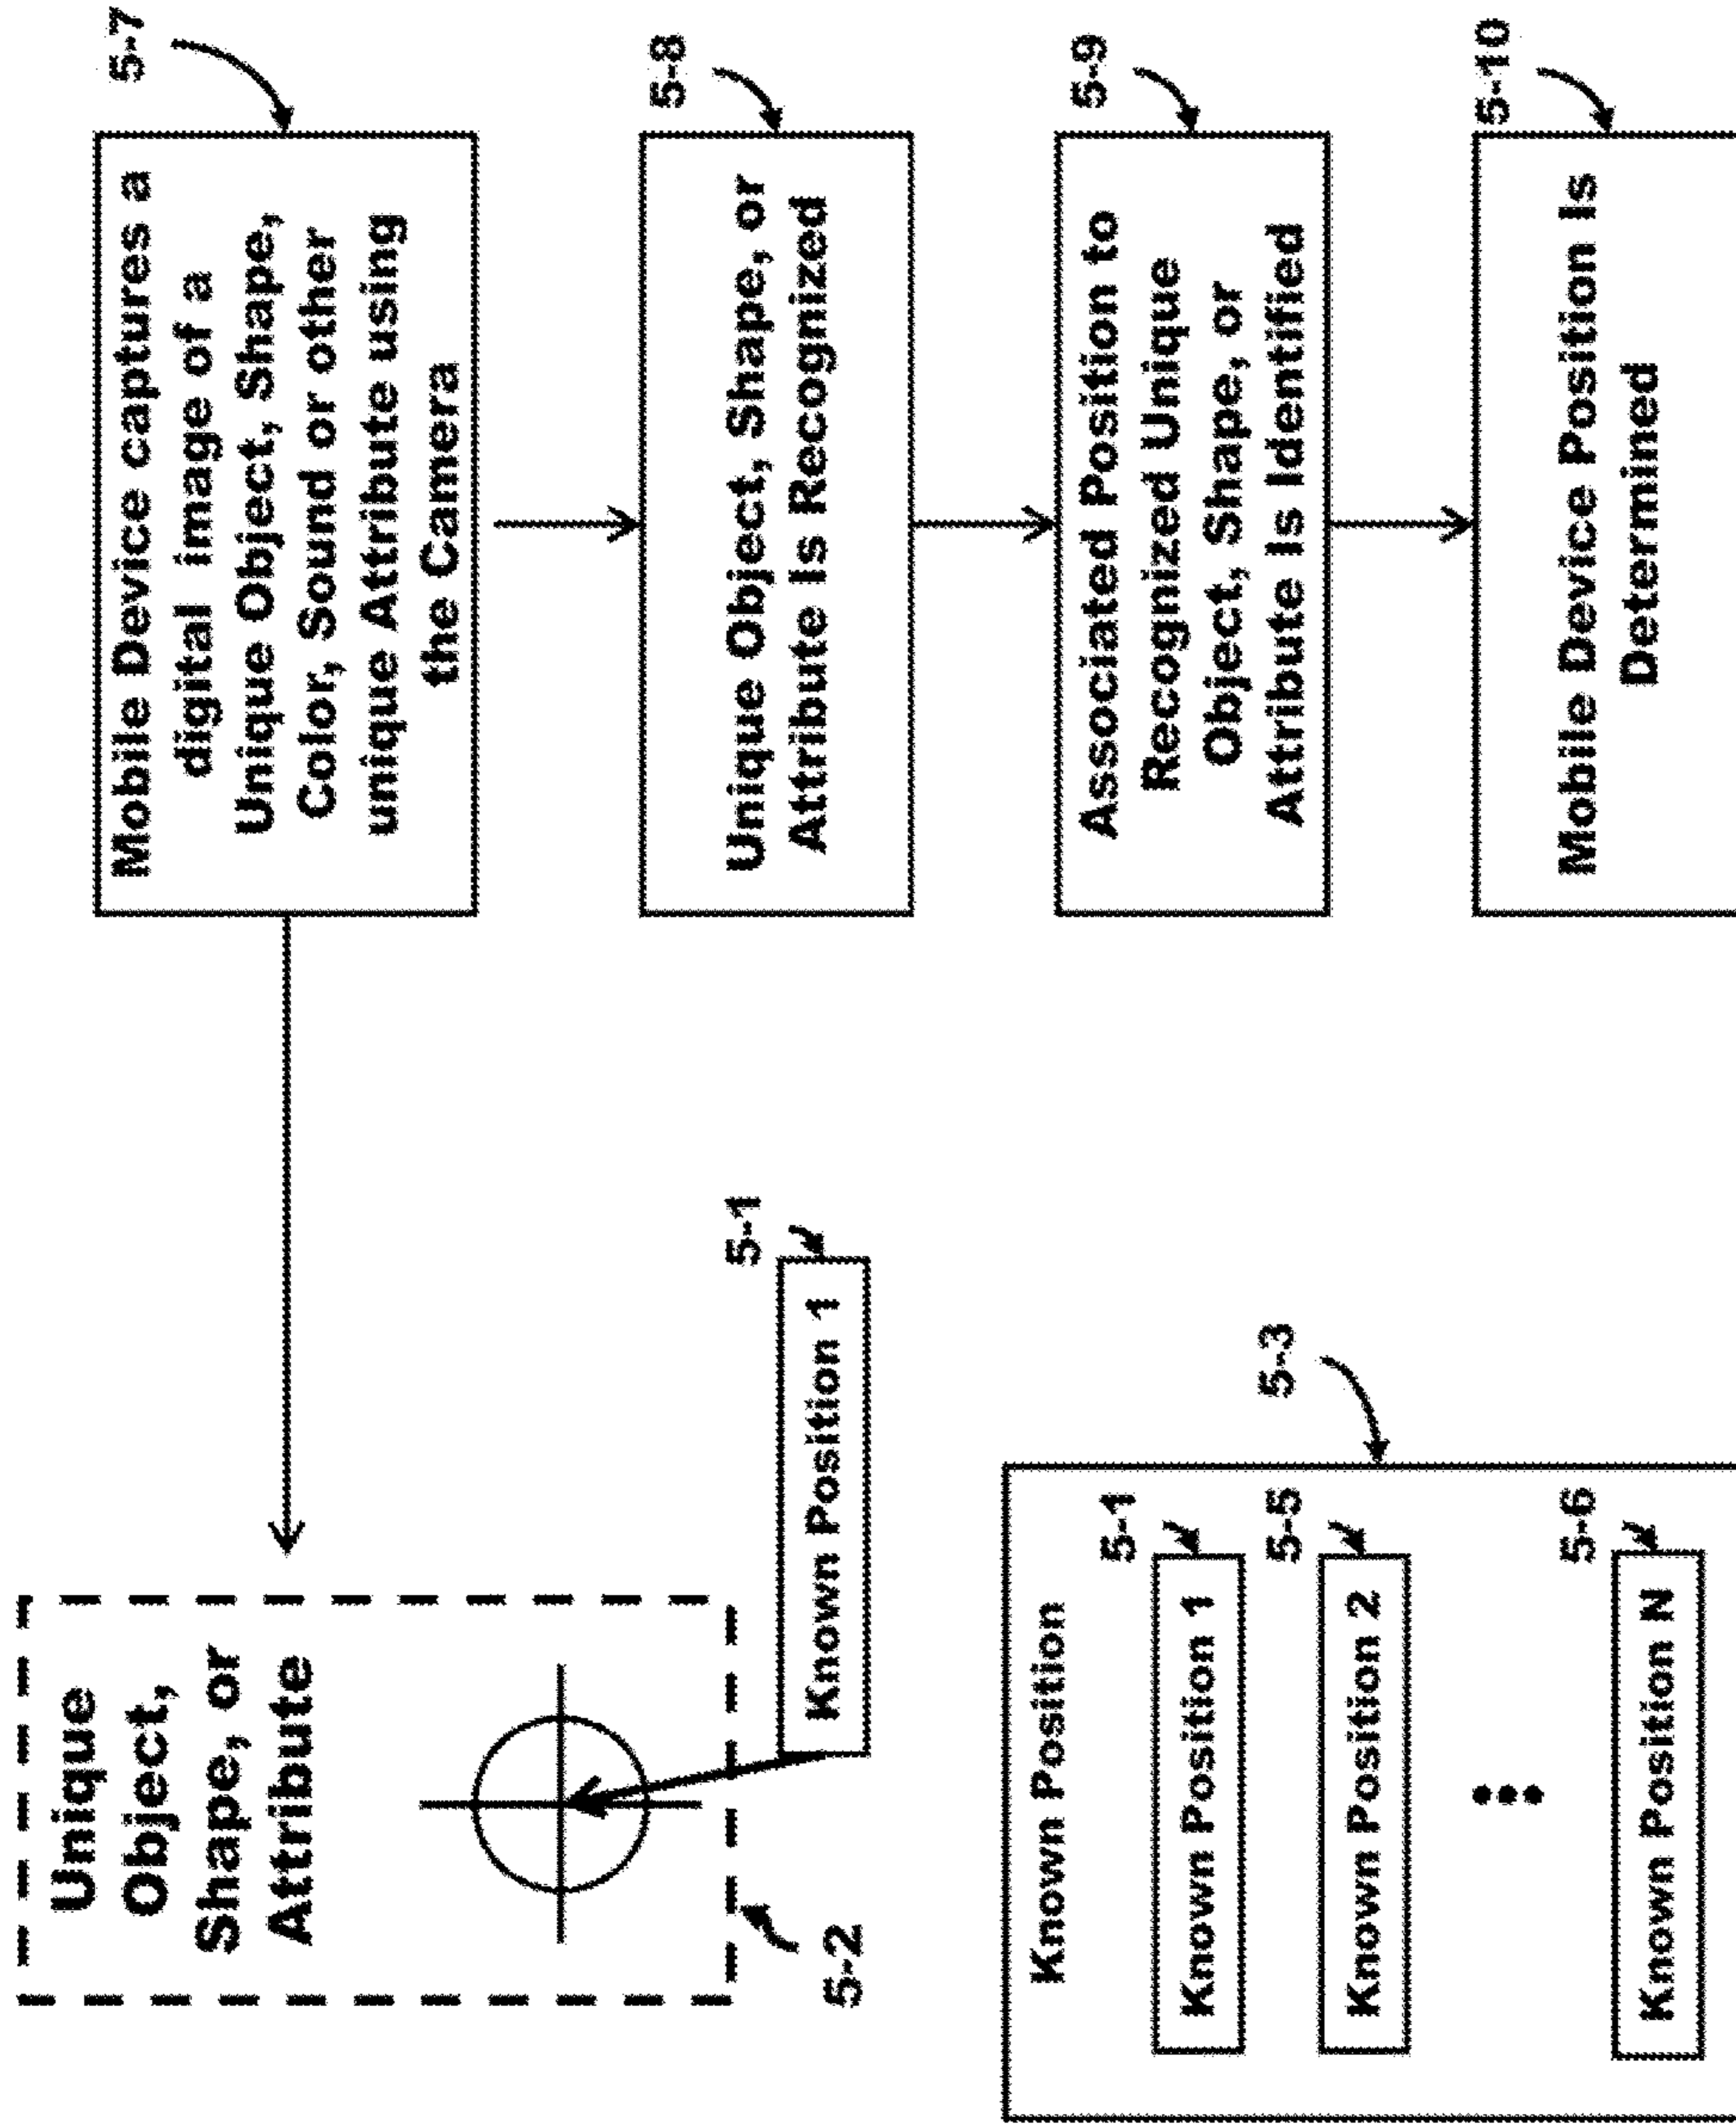 Unique
Object,
Shape, or
Attribute
5-2
Known Position 1
5-1
Known Position
5-3
Known Position 1
5-1
Known Position 2
5-5
Known Position N
5-6
Mobile Device captures a
digital image of a
Unique Object, Shape,
Color, Sound or other
unique Attribute using
the Camera
5-7
Unique Object, Shape, or
Attribute Is Recognized
5-8
Associated Position to
Recognized Unique
Object, Shape, or
Attribute Is Identified
5-9
Mobile Device Position Is
Determined
5-10